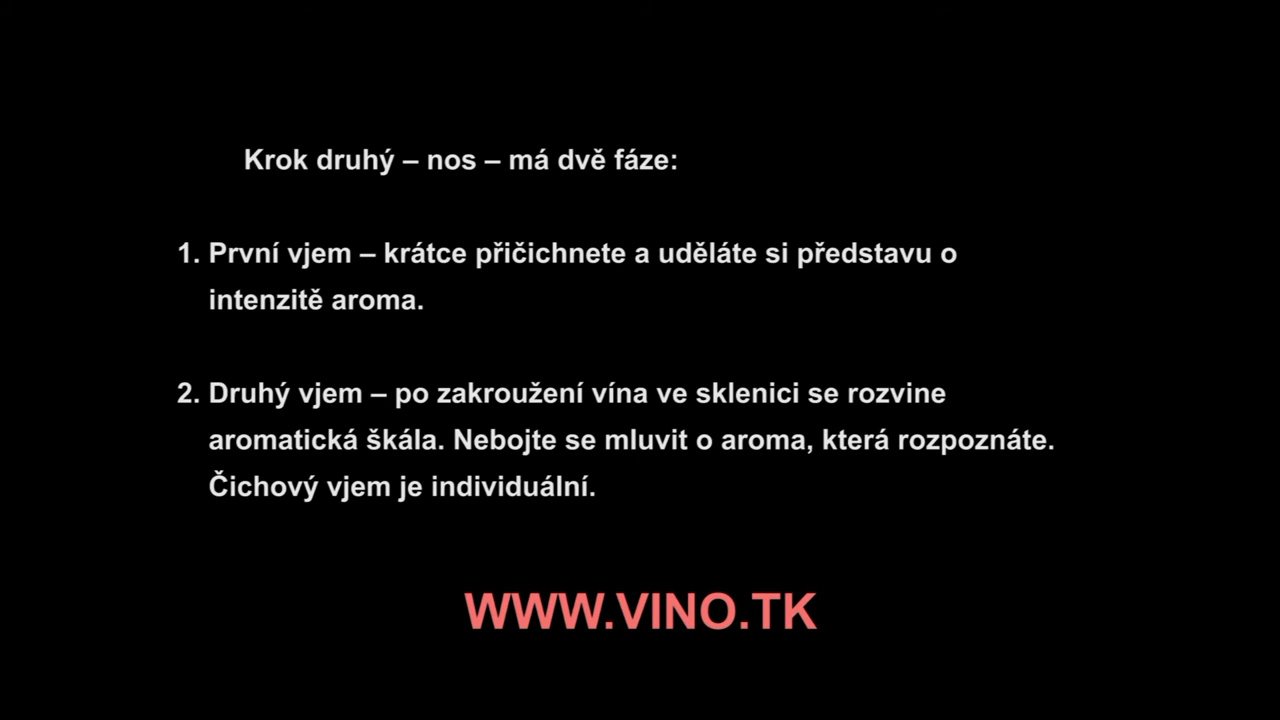 Krok druhý – nos – má dvě fáze:
1. První vjem – krátce přičichnete a uděláte si představu o
intenzitě aroma.
2. Druhý vjem – po zakroužení vína ve sklenici se rozvine
aromatická škála. Nebojte se mluvit o aroma, která rozpoznáte.
Čichový vjem je individuální.
WWW.VINO.TK